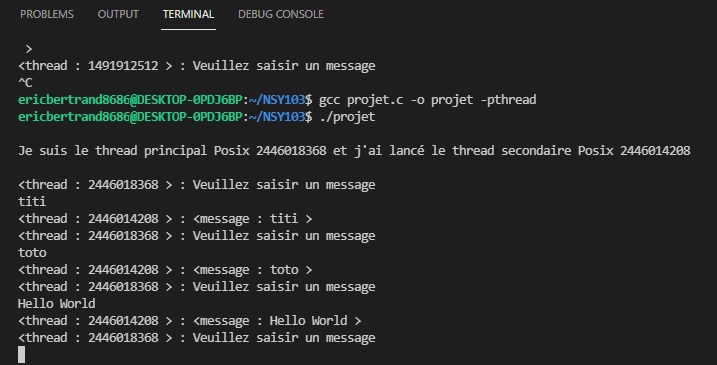 PROBLEMS OUTPUT TERMINAL DEBUG CONSOLE
>
<thread : 1491912512 > : Veuillez saisir un message
^C
ericbertrand8686@DESKTOP-0PDJ6BP:~/NSY103$ gcc projet.c -o projet -pthread
ericbertrand8686@DESKTOP-0PDJ6BP:~/NSY103$ ./projet
Je suis le thread principal Posix 2446018368 et j'ai lancé le thread secondaire Posix 2446014208
<thread : 2446018368 > : Veuillez saisir un message
titi
<thread : 2446014208 > : <message : titi >
<thread : 2446018368 > : Veuillez saisir un message
toto
<thread : 2446014208 > : <message : toto >
<thread : 2446018368 > : Veuillez saisir un message
Hello World
<thread : 2446014208 > : <message : Hello World >
<thread : 2446018368 > : Veuillez saisir un message